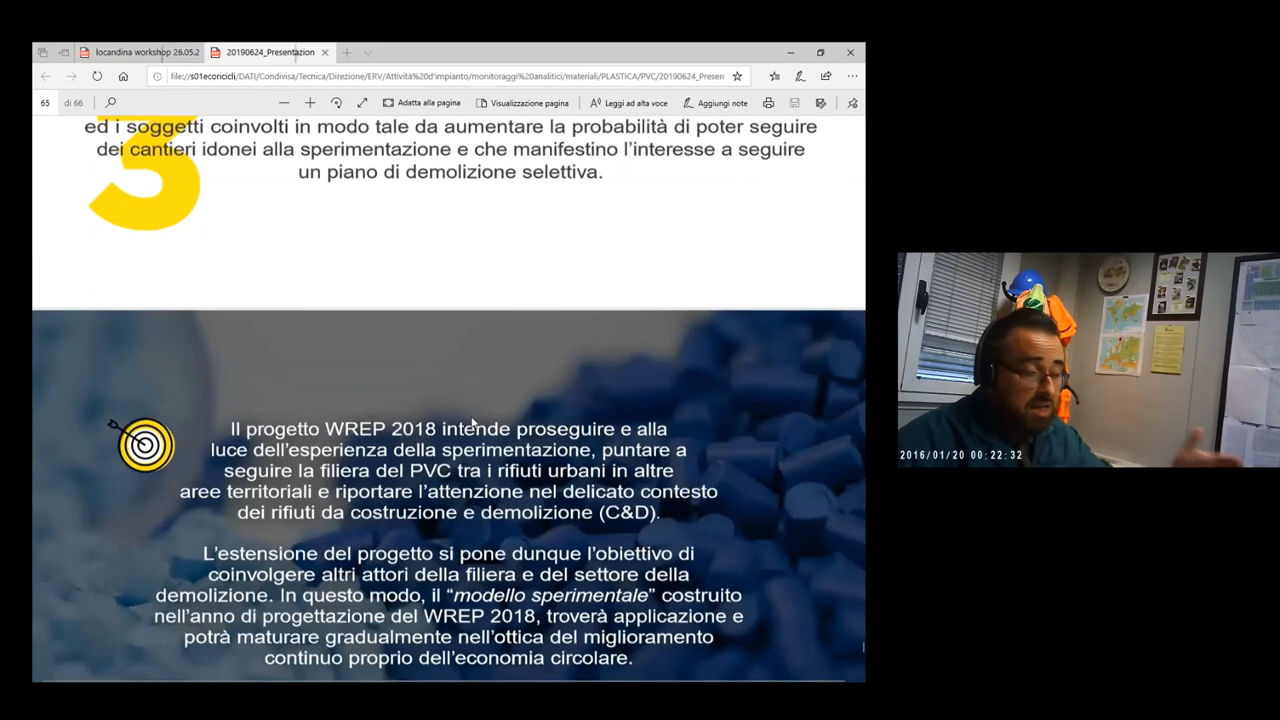 locandina workshop 26.05.2
20190624_Presentazion
file://s01ecoricicli/DATI/Condivisa/Tecnica/Direzione/ERV/Attività%20d'impianto/monitoraggi%20analitici/materiali/PLASTICA/PVC/20190624_Presen
65 di 66
Adatta alla pagina
Visualizzazione pagina
Leggi ad alta voce
Aggiungi note
3
ed i soggetti coinvolti in modo tale da aumentare la probabilità di poter seguire
dei cantieri idonei alla sperimentazione e che manifestino l'interesse a seguire
un piano di demolizione selettiva.
Il progetto WREP 2018 intende proseguire e alla
luce dell'esperienza della sperimentazione, puntare a
seguire la filiera del PVC tra i rifiuti urbani in altre
aree territoriali e riportare l'attenzione nel delicato contesto
dei rifiuti da costruzione e demolizione (C&D).
L'estensione del progetto si pone dunque l'obiettivo di
coinvolgere altri attori della filiera e del settore della
demolizione. In questo modo, il “modello sperimentale” costruito
nell'anno di progettazione del WREP 2018, troverà applicazione e
potrà maturare gradualmente nell'ottica del miglioramento
continuo proprio dell'economia circolare.
2016/01/20 00:22:32